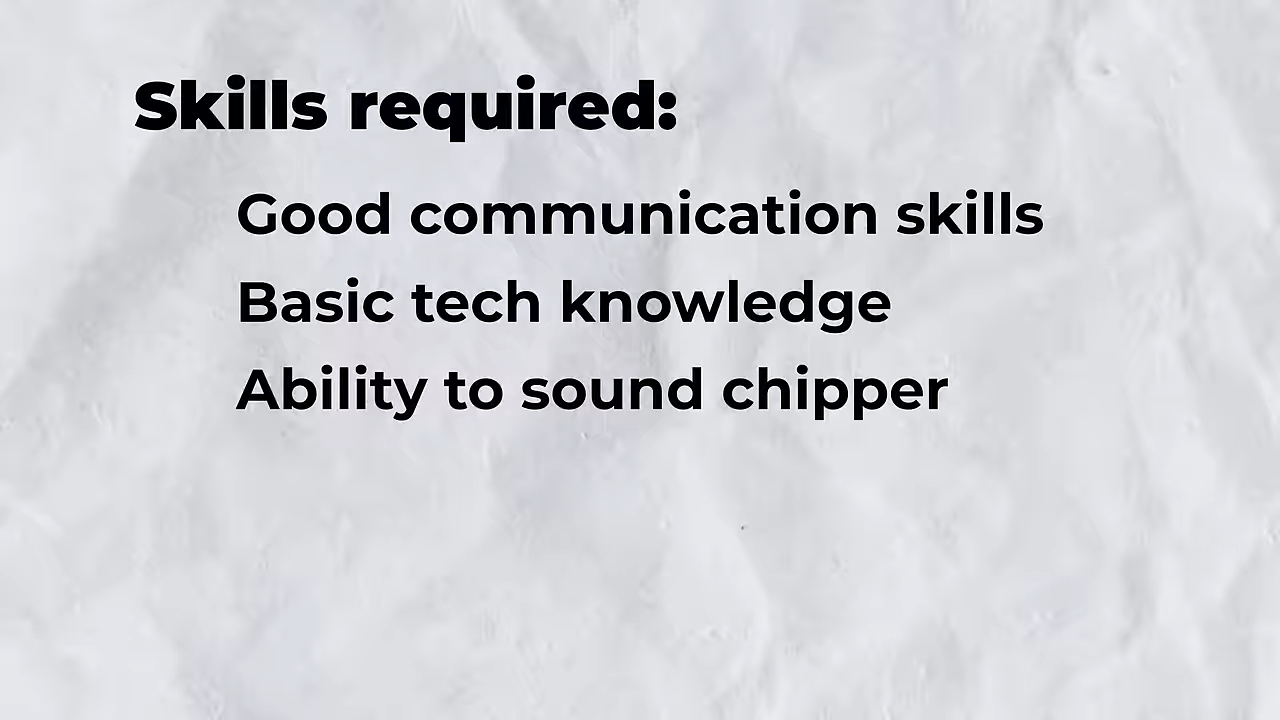 Skills required:
Good communication skills
Basic tech knowledge
Ability to sound chipper